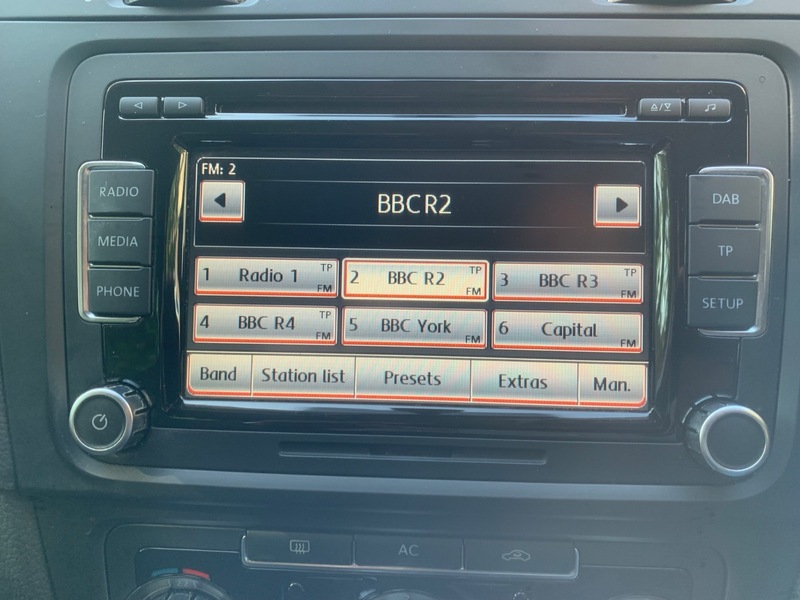 RADIO
MEDIA
PHONE
FM: 2
BBC R2
1 Radio 1 TP FM
2 BBC R2 TP FM
3 BBC R3 TP FM
4 BBC R4 TP FM
5 BBC York FM
6 Capital FM
Band Station list Presets Extras Man.
DAB
TP
SETUP
AC